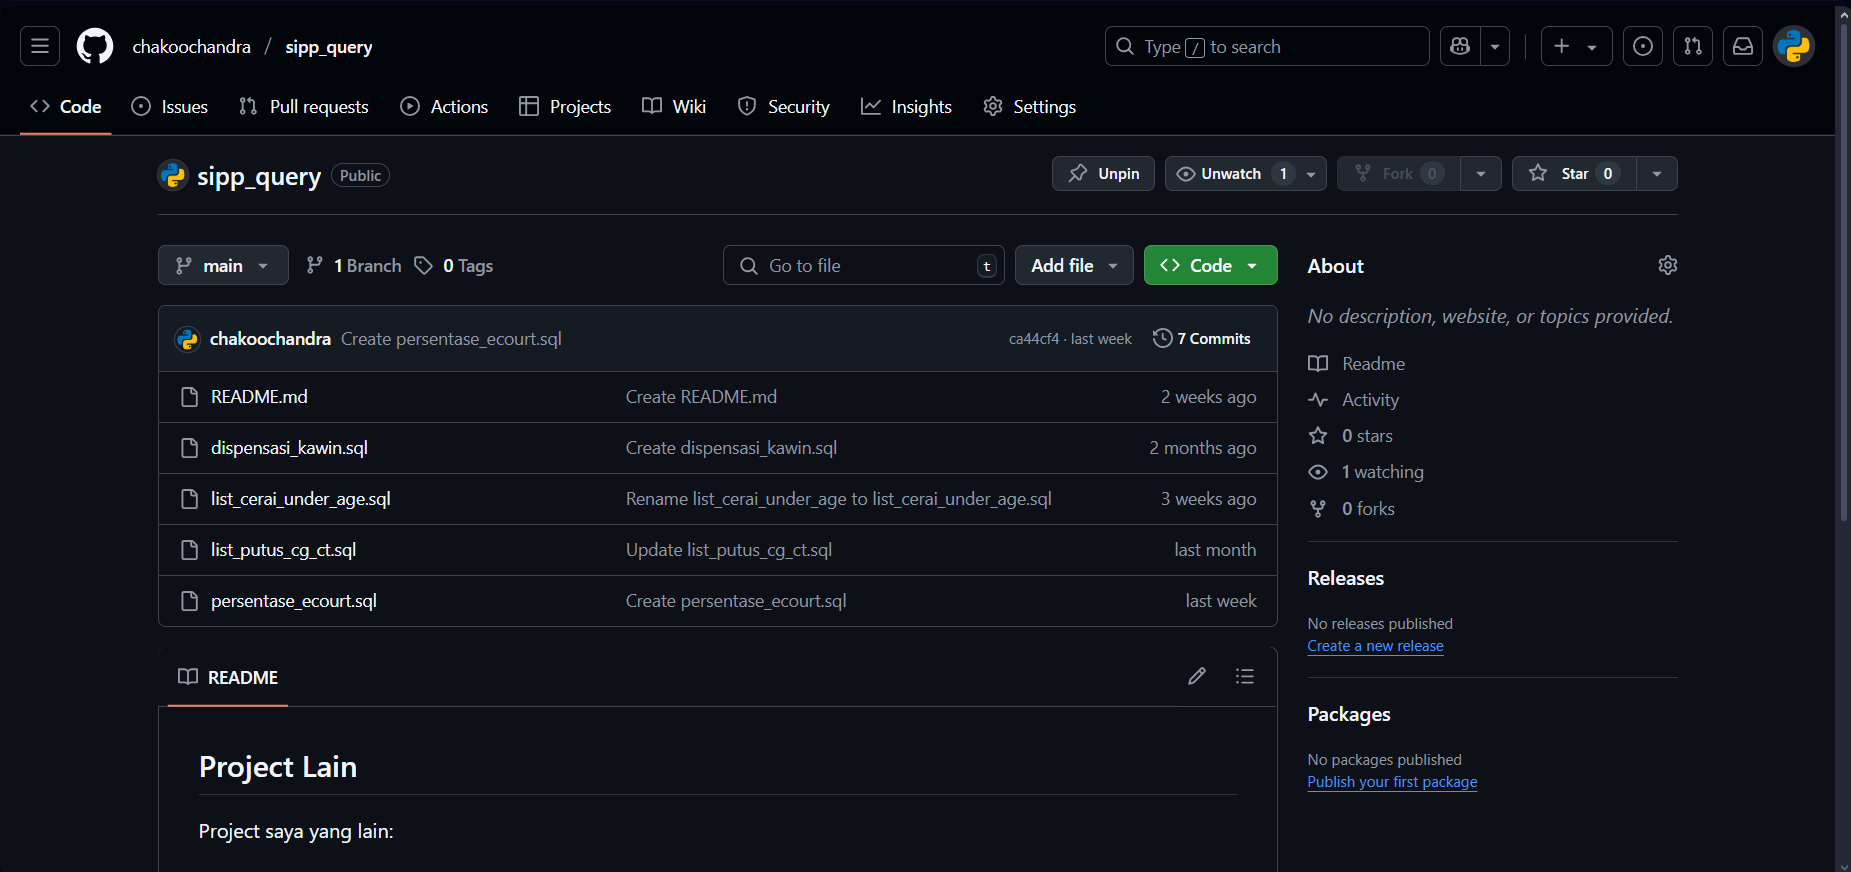 chakoochandra / sipp_query
Type / to search
Code Issues Pull requests Actions Projects Wiki Security Insights Settings
sipp_query Public
Unpin Unwatch 1 Fork 0 Star 0
main 1 Branch 0 Tags Go to file t Add file Code
chakoochandra Create persentase_ecourt.sql ca44cf4 · last week 7 Commits
README.md Create README.md 2 weeks ago
dispensasi_kawin.sql Create dispensasi_kawin.sql 2 months ago
list_cerai_under_age.sql Rename list_cerai_under_age to list_cerai_under_age.sql 3 weeks ago
list_putus_cg_ct.sql Update list_putus_cg_ct.sql last month
persentase_ecourt.sql Create persentase_ecourt.sql last week
README
Project Lain
Project saya yang lain:
About
No description, website, or topics provided.
Readme
Activity
0 stars
1 watching
0 forks
Releases
No releases published
Create a new release
Packages
No packages published
Publish your first package